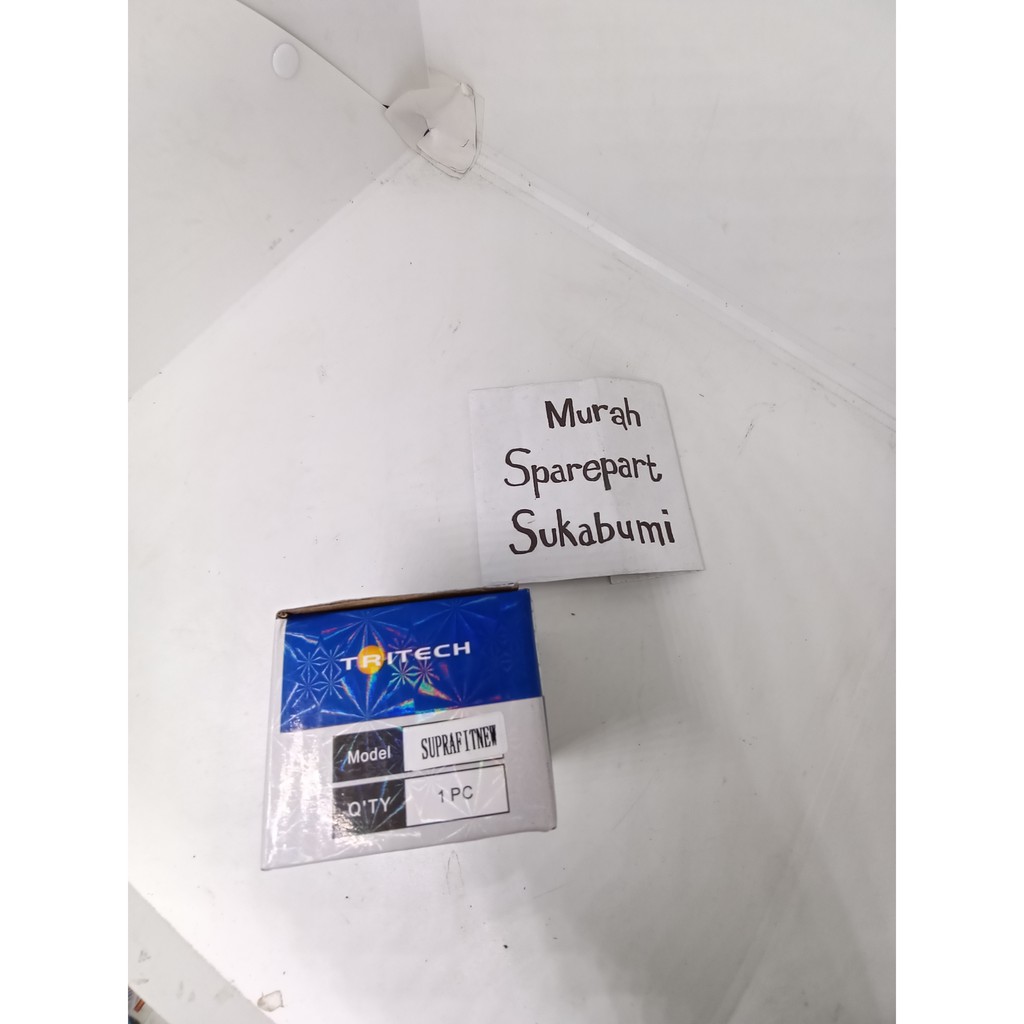 Murah
Sparepart
Sukabumi
TRITECH
Model SUPRAFITNEW
Q'TY 1 PC